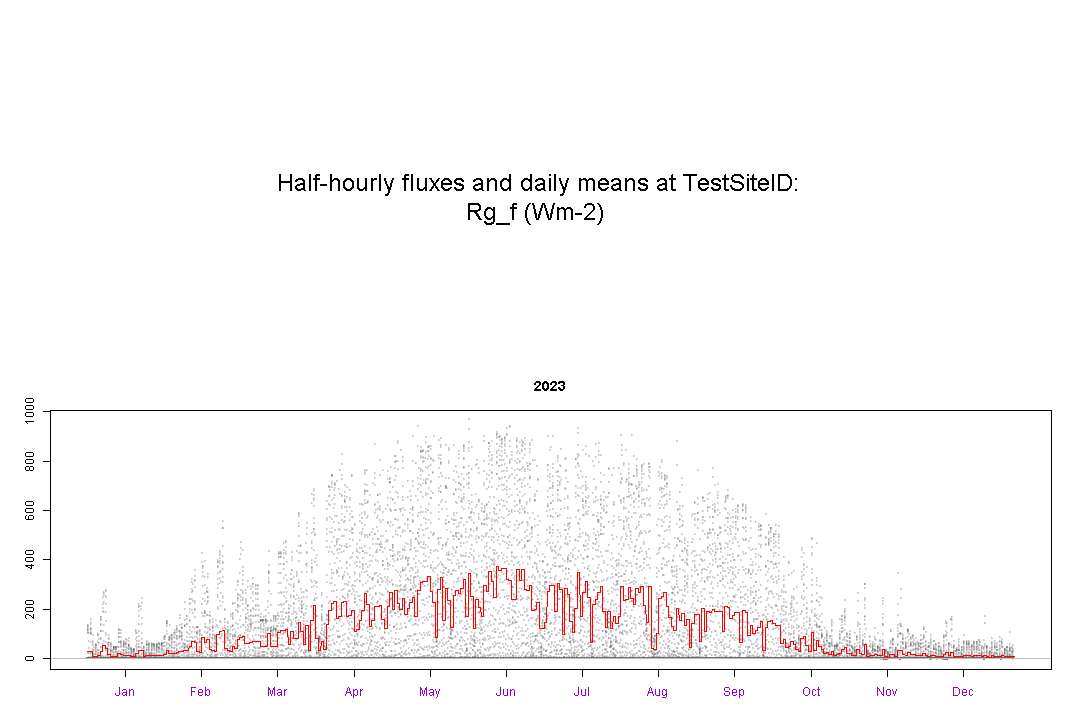 Half-hourly fluxes and daily means at TestSiteID:
Rg_f (Wm-2)
2023
1000
800
600
400
200
0
Jan Feb Mar Apr May Jun Jul Aug Sep Oct Nov Dec